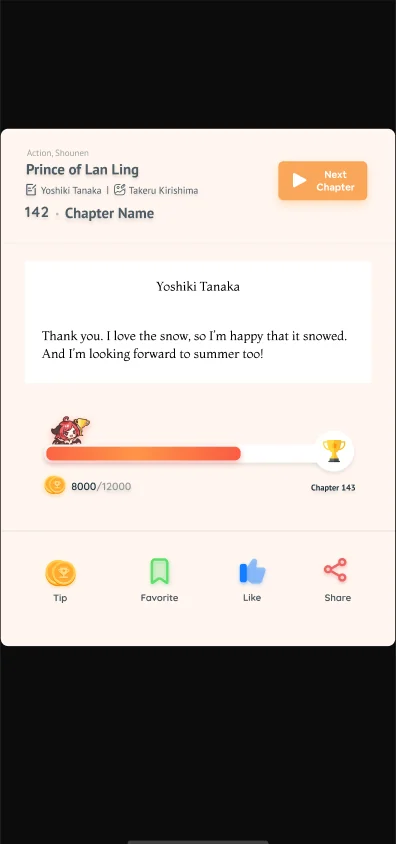 Action, Shounen
Prince of Lan Ling
Yoshiki Tanaka | Takeru Kirishima
142 · Chapter Name
Next
Chapter
Yoshiki Tanaka
Thank you. I love the snow, so I'm happy that it snowed.
And I'm looking forward to summer too!
8000/12000
Chapter 143
Tip
Favorite
Like
Share